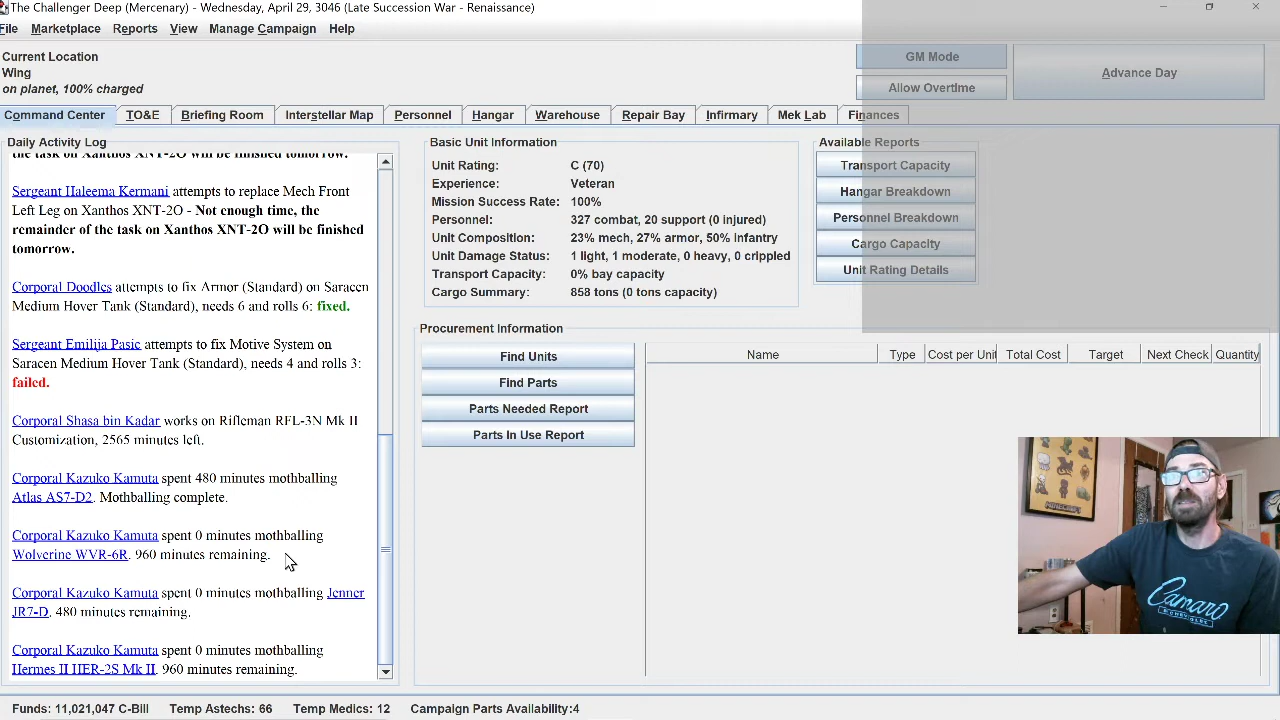 The Challenger Deep (Mercenary) - Wednesday, April 29, 3046 (Late Succession War - Renaissance)
File Marketplace Reports View Manage Campaign Help
Current Location
Wing
on planet, 100% charged
GM Mode
Allow Overtime
Advance Day
Command Center TO&E Briefing Room Interstellar Map Personnel Hangar Warehouse Repair Bay Infirmary Mek Lab Finances
Daily Activity Log
the task on Xanthos XNT-2O will be finished tomorrow.
Sergeant Haleema Kermani attempts to replace Mech Front
Left Leg on Xanthos XNT-2O - Not enough time, the
remainder of the task on Xanthos XNT-2O will be finished
tomorrow.
Corporal Doodles attempts to fix Armor (Standard) on Saracen
Medium Hover Tank (Standard), needs 6 and rolls 6: fixed.
Sergeant Emilija Pasic attempts to fix Motive System on
Saracen Medium Hover Tank (Standard), needs 4 and rolls 3:
failed.
Corporal Shasa bin Kadar works on Rifleman RFL-3N Mk II
Customization, 2565 minutes left.
Corporal Kazuko Kamuta spent 480 minutes mothballing
Atlas AS7-D2. Mothballing complete.
Corporal Kazuko Kamuta spent 0 minutes mothballing
Wolverine WVR-6R. 960 minutes remaining.
Corporal Kazuko Kamuta spent 0 minutes mothballing Jenner
JR7-D. 480 minutes remaining.
Corporal Kazuko Kamuta spent 0 minutes mothballing
Hermes II HER-2S Mk II. 960 minutes remaining.
Basic Unit Information
Unit Rating: C (70)
Experience: Veteran
Mission Success Rate: 100%
Personnel: 327 combat, 20 support (0 injured)
Unit Composition: 23% mech, 27% armor, 50% infantry
Unit Damage Status: 1 light, 1 moderate, 0 heavy, 0 crippled
Transport Capacity: 0% bay capacity
Cargo Summary: 858 tons (0 tons capacity)
Available Reports
Transport Capacity
Hangar Breakdown
Personnel Breakdown
Cargo Capacity
Unit Rating Details
Procurement Information
Find Units
Find Parts
Parts Needed Report
Parts In Use Report
Name Type Cost per Unit Total Cost Target Next Check Quantity
Camaro
Funds: 11,021,047 C-Bill Temp Astechs: 66 Temp Medics: 12 Campaign Parts Availability:4